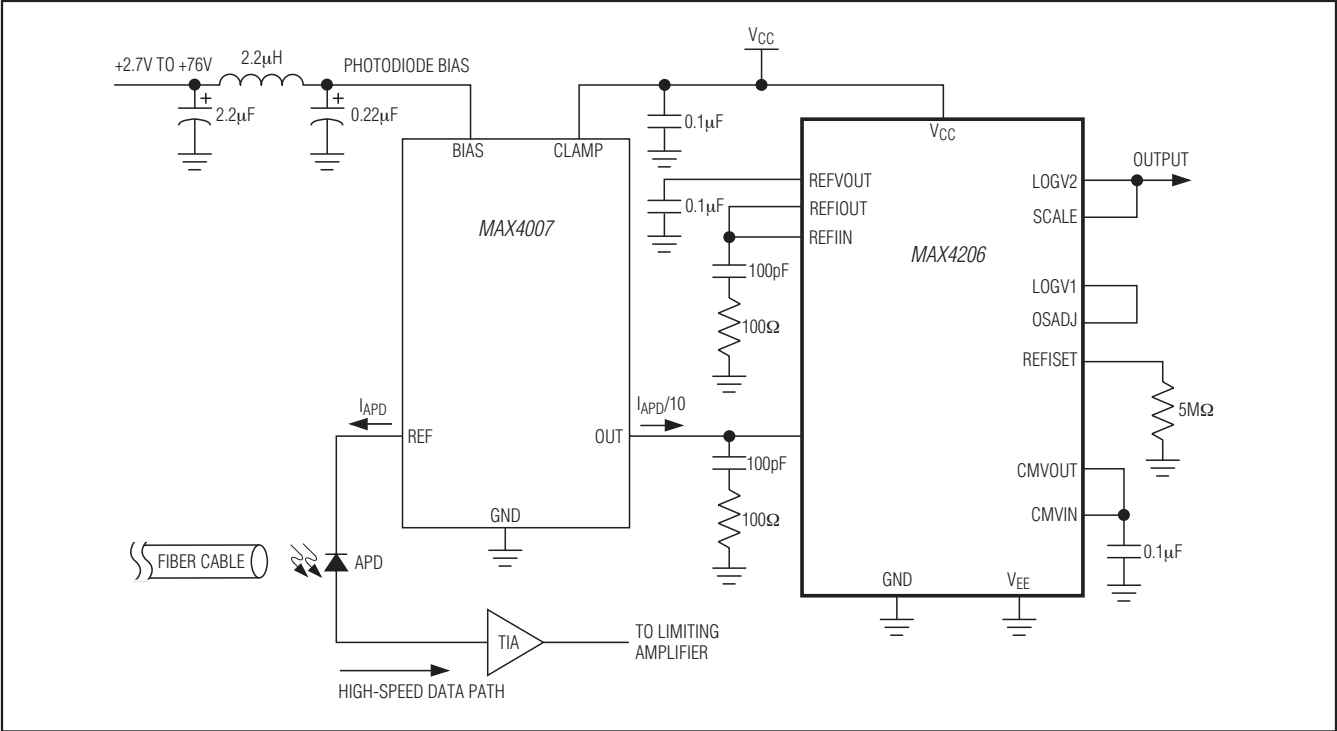 VCC
+2.7V TO +76V
2.2μH
PHOTODIODE BIAS
+
2.2μF
+
0.22μF
0.1μF
BIAS
CLAMP
VCC
OUTPUT
REFVOUT
LOGV2
0.1μF
REFIOUT
SCALE
MAX4007
REFIIN
MAX4206
100pF
LOGV1
100Ω
OSADJ
REFISET
IAPD
IAPD/10
5MΩ
REF
OUT
100pF
CMVOUT
GND
100Ω
CMVIN
FIBER CABLE
APD
0.1μF
GND
VEE
TIA
TO LIMITING
AMPLIFIER
HIGH-SPEED DATA PATH